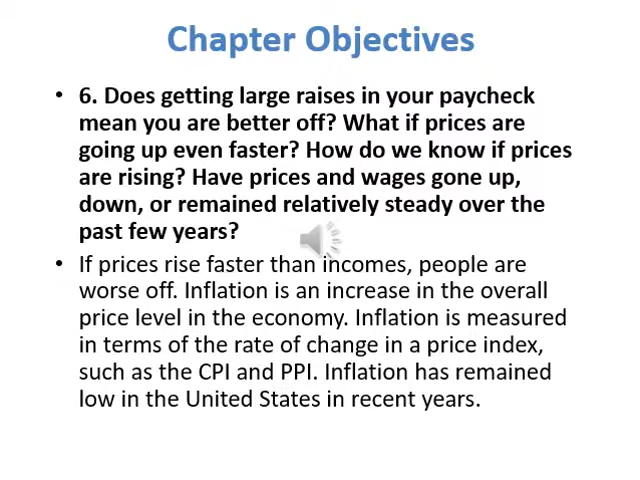 Chapter Objectives
• 6. Does getting large raises in your paycheck
mean you are better off? What if prices are
going up even faster? How do we know if prices
are rising? Have prices and wages gone up,
down, or remained relatively steady over the
past few years?
• If prices rise faster than incomes, people are
worse off. Inflation is an increase in the overall
price level in the economy. Inflation is measured
in terms of the rate of change in a price index,
such as the CPI and PPI. Inflation has remained
low in the United States in recent years.